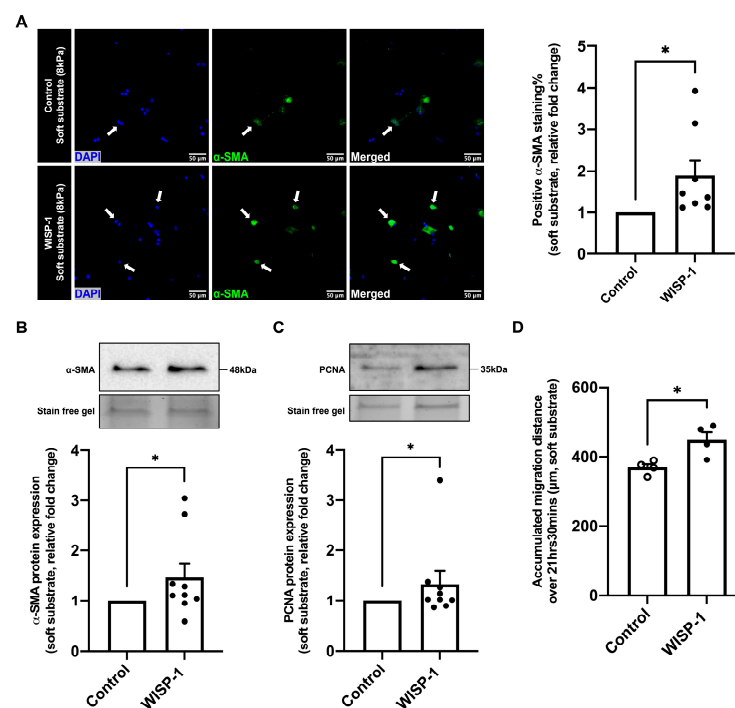 A
Control
Soft substrate (8kPa)
DAPI
50 µm
α-SMA
50 µm
Merged
50 µm
WISP-1
Soft substrate (8kPa)
DAPI
50 µm
α-SMA
50 µm
Merged
50 µm
Positive α-SMA staining%
(soft substrate, relative fold change)
5
4
3
2
1
0
*
Control
WISP-1
B
α-SMA
48kDa
Stain free gel
α-SMA protein expression
(soft substrate, relative fold change)
4
3
2
1
0
*
Control
WISP-1
C
PCNA
35kDa
Stain free gel
PCNA protein expression
(soft substrate, relative fold change)
4
3
2
1
0
*
Control
WISP-1
D
Accumulated migration distance
over 21hrs30mins (µm, soft substrate)
600
400
200
0
*
Control
WISP-1